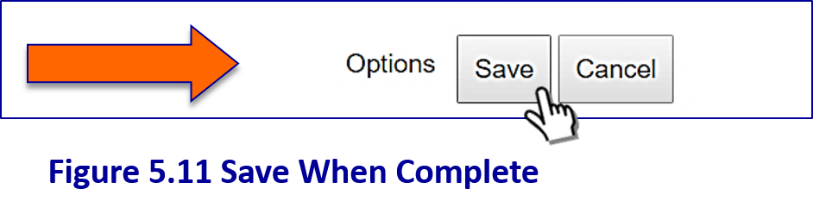 Options Save Cancel
Figure 5.11 Save When Complete